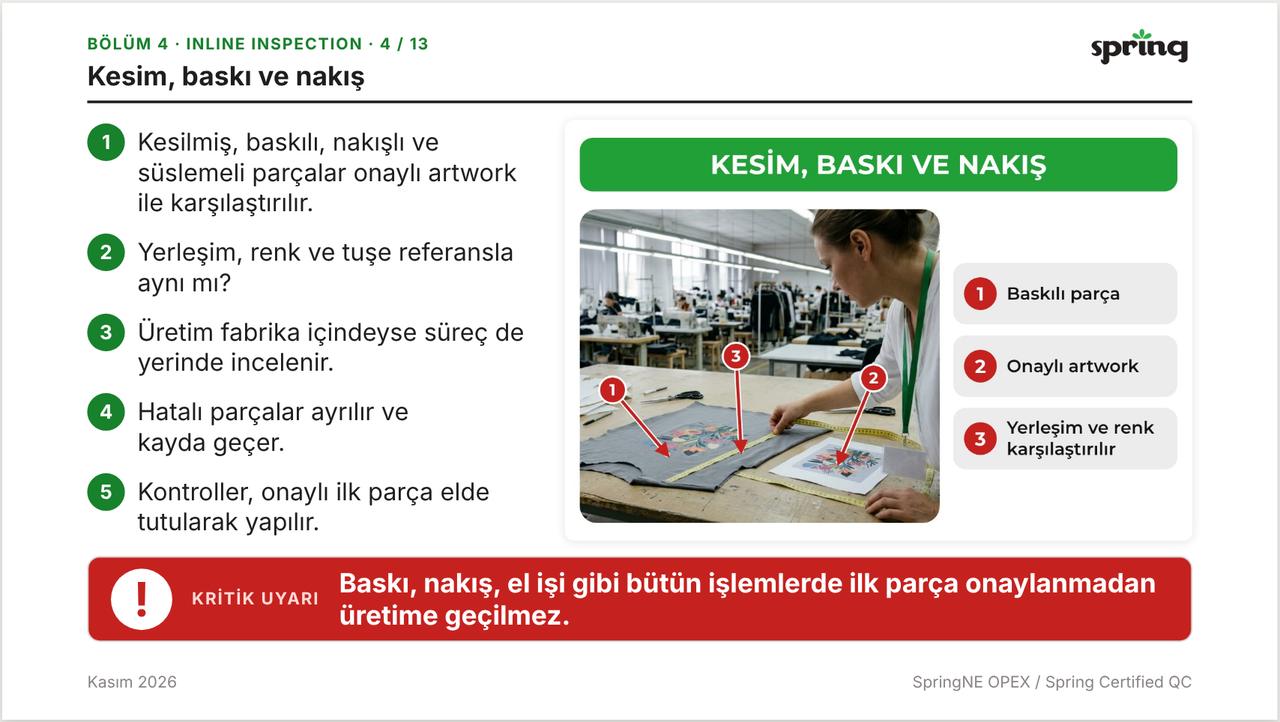 BÖLÜM 4 · INLINE INSPECTION · 4 / 13
Kesim, baskı ve nakış
spring
1 Kesilmiş, baskılı, nakışlı ve
süslemeli parçalar onaylı artwork
ile karşılaştırılır.
2 Yerleşim, renk ve tuşe referansla
aynı mı?
3 Üretim fabrika içindeyse süreç de
yerinde incelenir.
4 Hatalı parçalar ayrılır ve
kayda geçer.
5 Kontroller, onaylı ilk parça elde
tutularak yapılır.
KESİM, BASKI VE NAKIŞ
1
3
2
1 Baskılı parça
2 Onaylı artwork
3 Yerleşim ve renk
karşılaştırılır
! KRİTİK UYARI
Baskı, nakış, el işi gibi bütün işlemlerde ilk parça onaylanmadan
üretime geçilmez.
Kasım 2026
SpringNE OPEX / Spring Certified QC